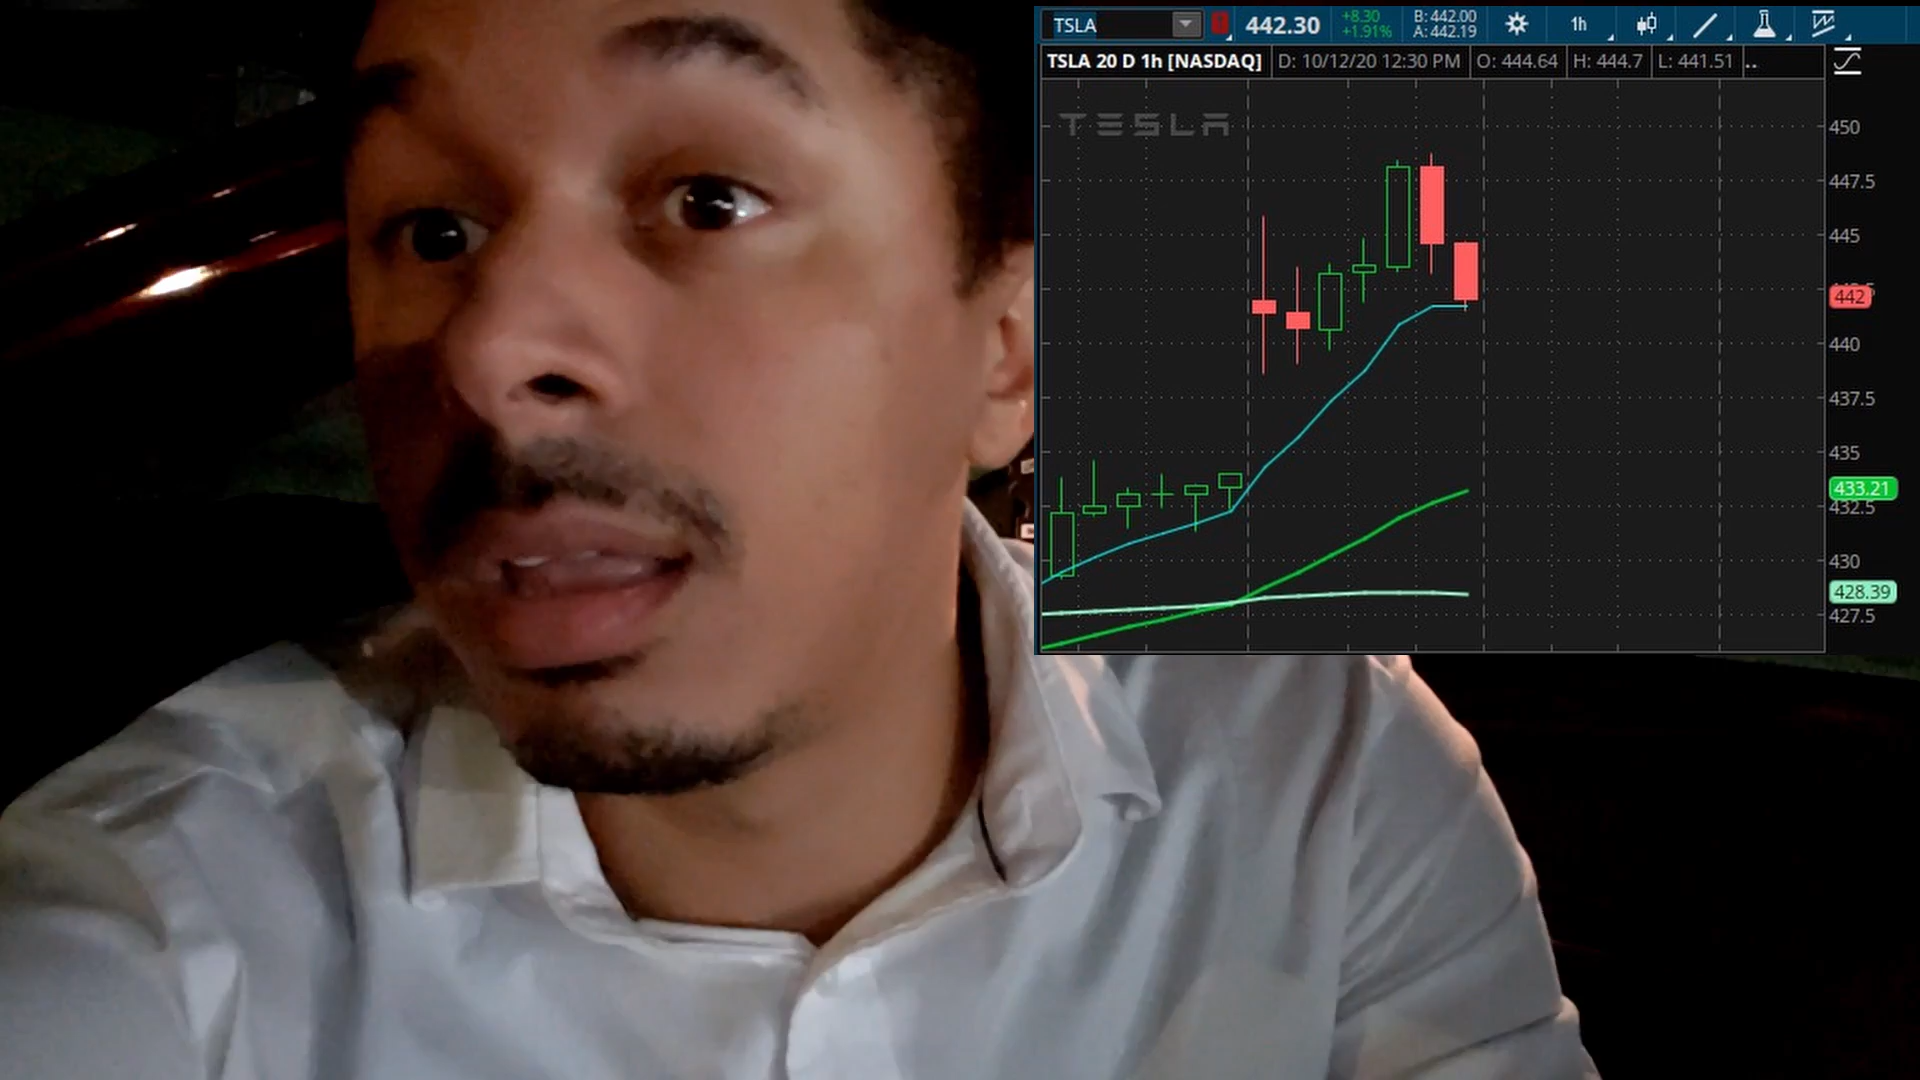 TSLA
442.30
+8.30
+1.91%
B: 442.00
A: 442.19
1h
TSLA 20 D 1h [NASDAQ]
D: 10/12/20 12:30 PM
O: 444.64
H: 444.7
L: 441.51
..
TESLA
450
447.5
445
442
440
437.5
435
433.21
432.5
430
428.39
427.5